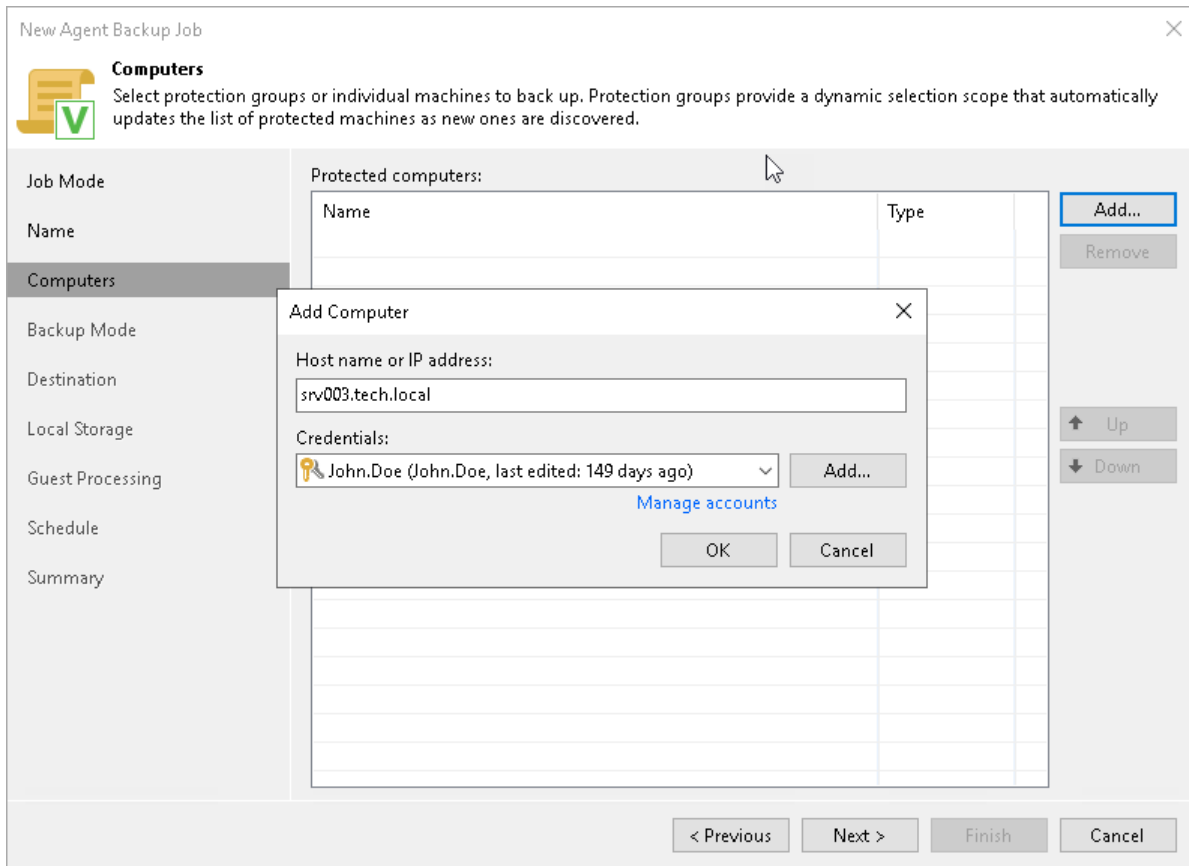 New Agent Backup Job
Computers
Select protection groups or individual machines to back up. Protection groups provide a dynamic selection scope that automatically
updates the list of protected machines as new ones are discovered.
Job Mode
Name
Computers
Backup Mode
Destination
Local Storage
Guest Processing
Schedule
Summary
Protected computers:
Name Type
Add...
Remove
Up
Down
Add Computer
Host name or IP address:
srv003.tech.local
Credentials:
John.Doe (John.Doe, last edited: 149 days ago) Add...
Manage accounts
OK Cancel
< Previous Next > Finish Cancel